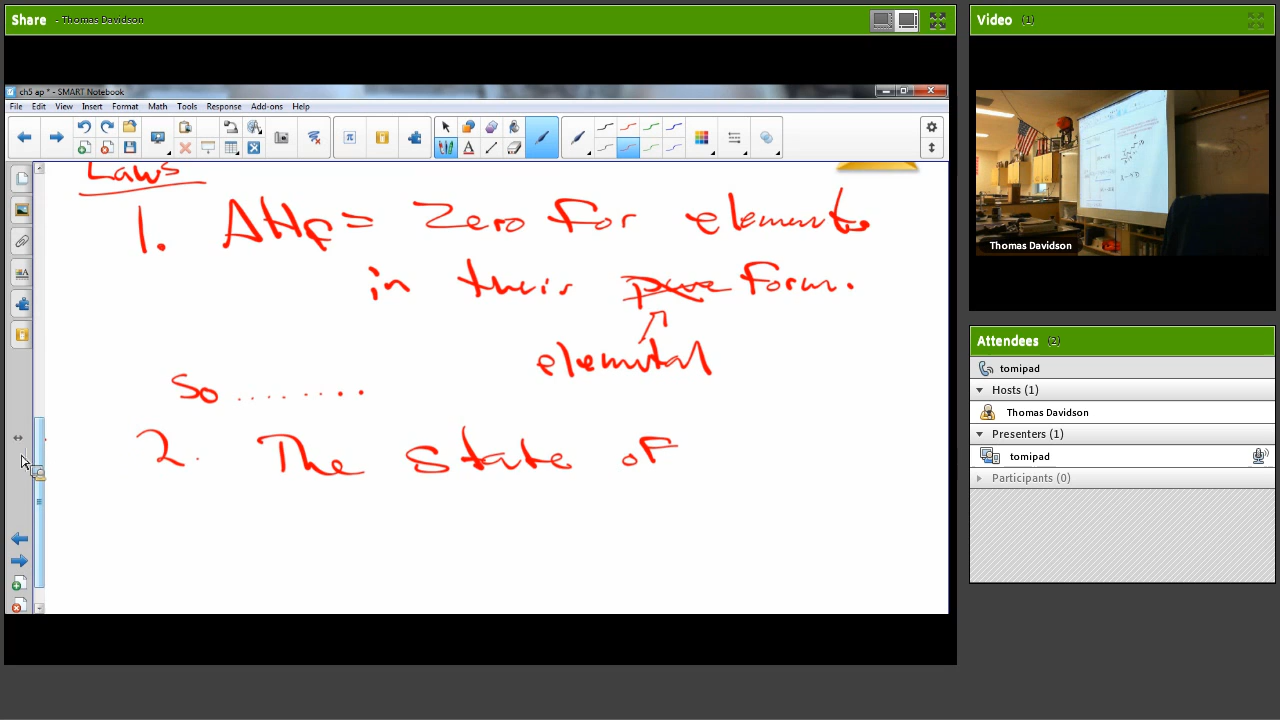 Share - Thomas Davidson
Video (1)
ch5 ap * - SMART Notebook
File Edit View Insert Format Math Tools Response Add-ons Help
Laws
1. ΔHf = Zero for elements
in their pure form.
elemntal
So ........
2. The state of
Thomas Davidson
Attendees (2)
tomipad
Hosts (1)
Thomas Davidson
Presenters (1)
tomipad
Participants (0)